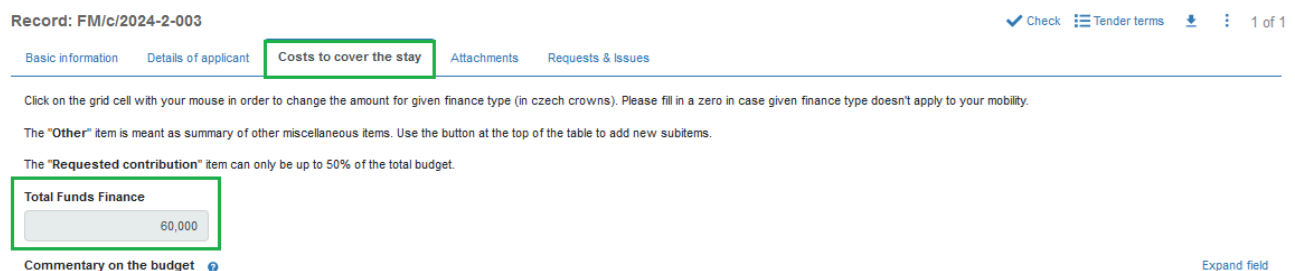 Record: FM/c/2024-2-003 Check Tender terms 1 of 1
Basic information Details of applicant Costs to cover the stay Attachments Requests & Issues
Click on the grid cell with your mouse in order to change the amount for given finance type (in czech crowns). Please fill in a zero in case given finance type doesn't apply to your mobility.
The "Other" item is meant as summary of other miscellaneous items. Use the button at the top of the table to add new subitems.
The "Requested contribution" item can only be up to 50% of the total budget.
Total Funds Finance
60,000
Commentary on the budget ? Expand field